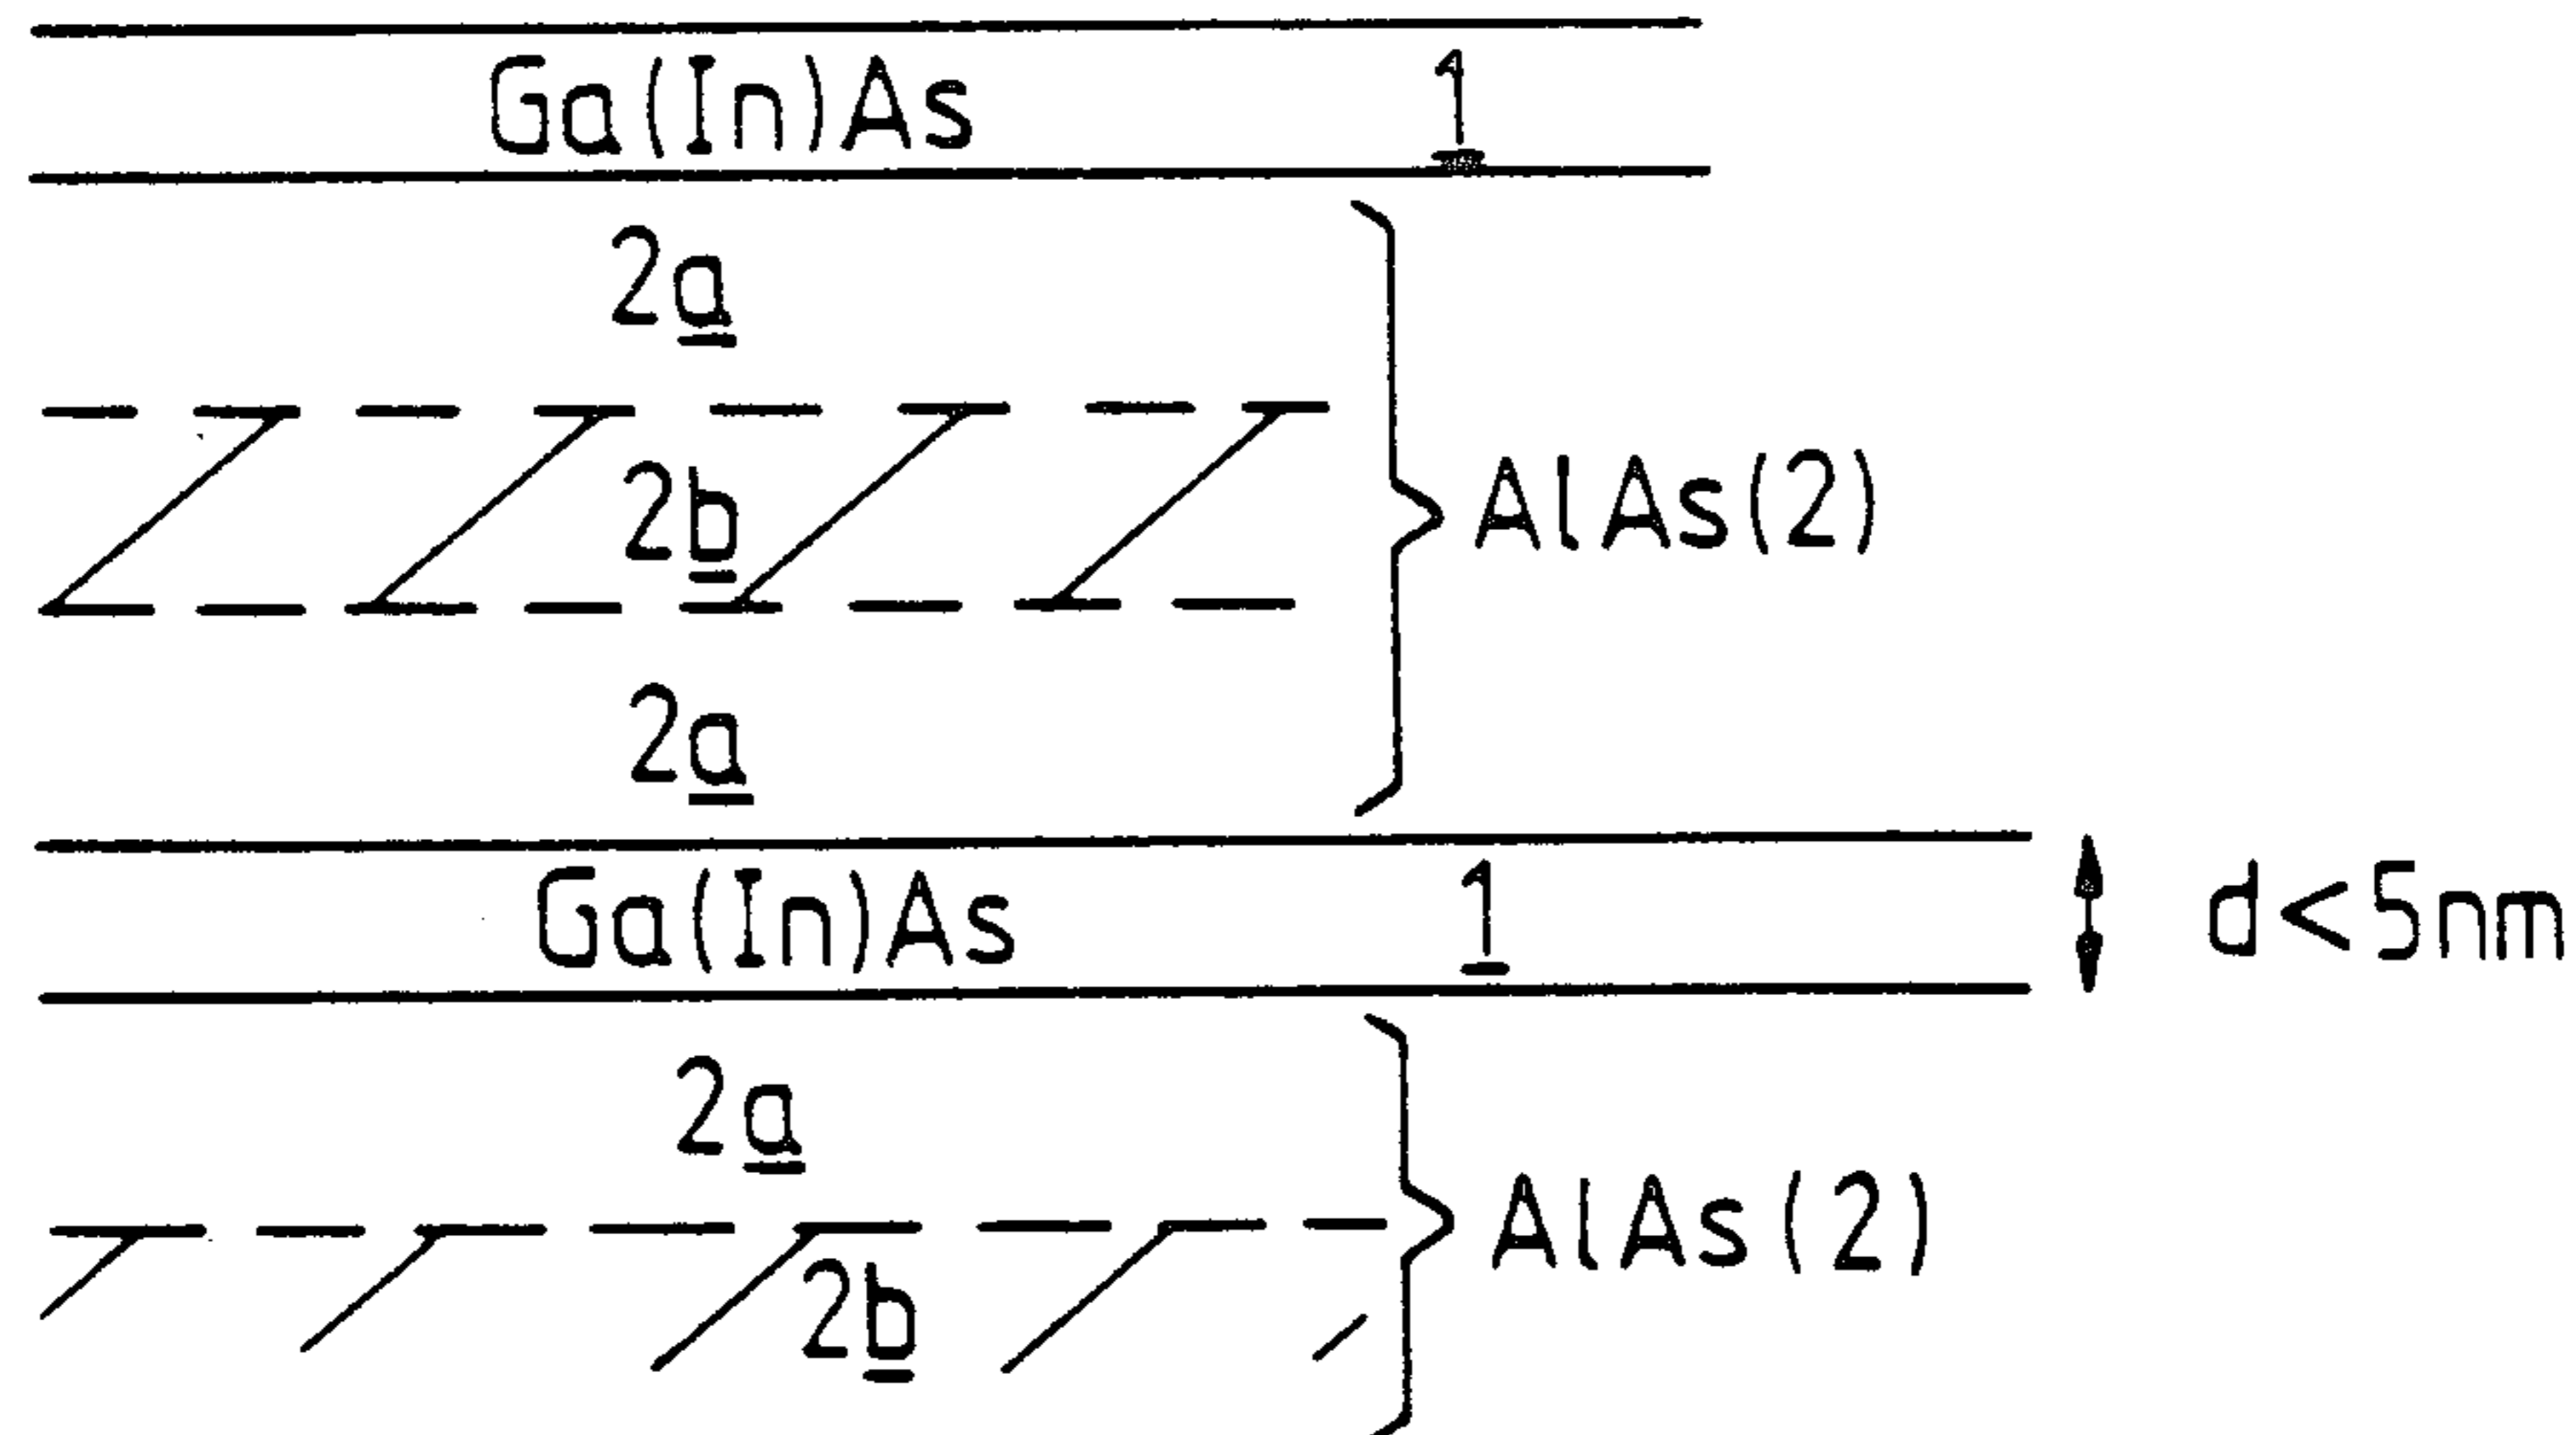 Ga(In)As 1
2a
2b AlAs(2)
2a
Ga(In)As 1 d<5nm
2a
2b AlAs(2)